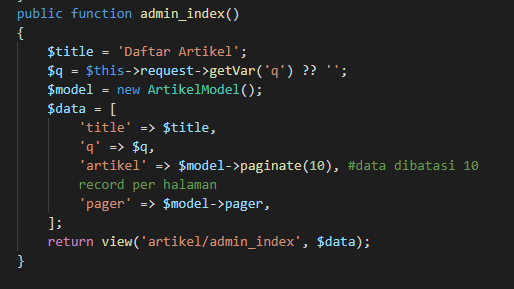 public function admin_index()
{
$title = 'Daftar Artikel';
$q = $this->request->getVar('q') ?? '';
$model = new ArtikelModel();
$data = [
'title' => $title,
'q' => $q,
'artikel' => $model->paginate(10), #data dibatasi 10
record per halaman
'pager' => $model->pager,
];
return view('artikel/admin_index', $data);
}